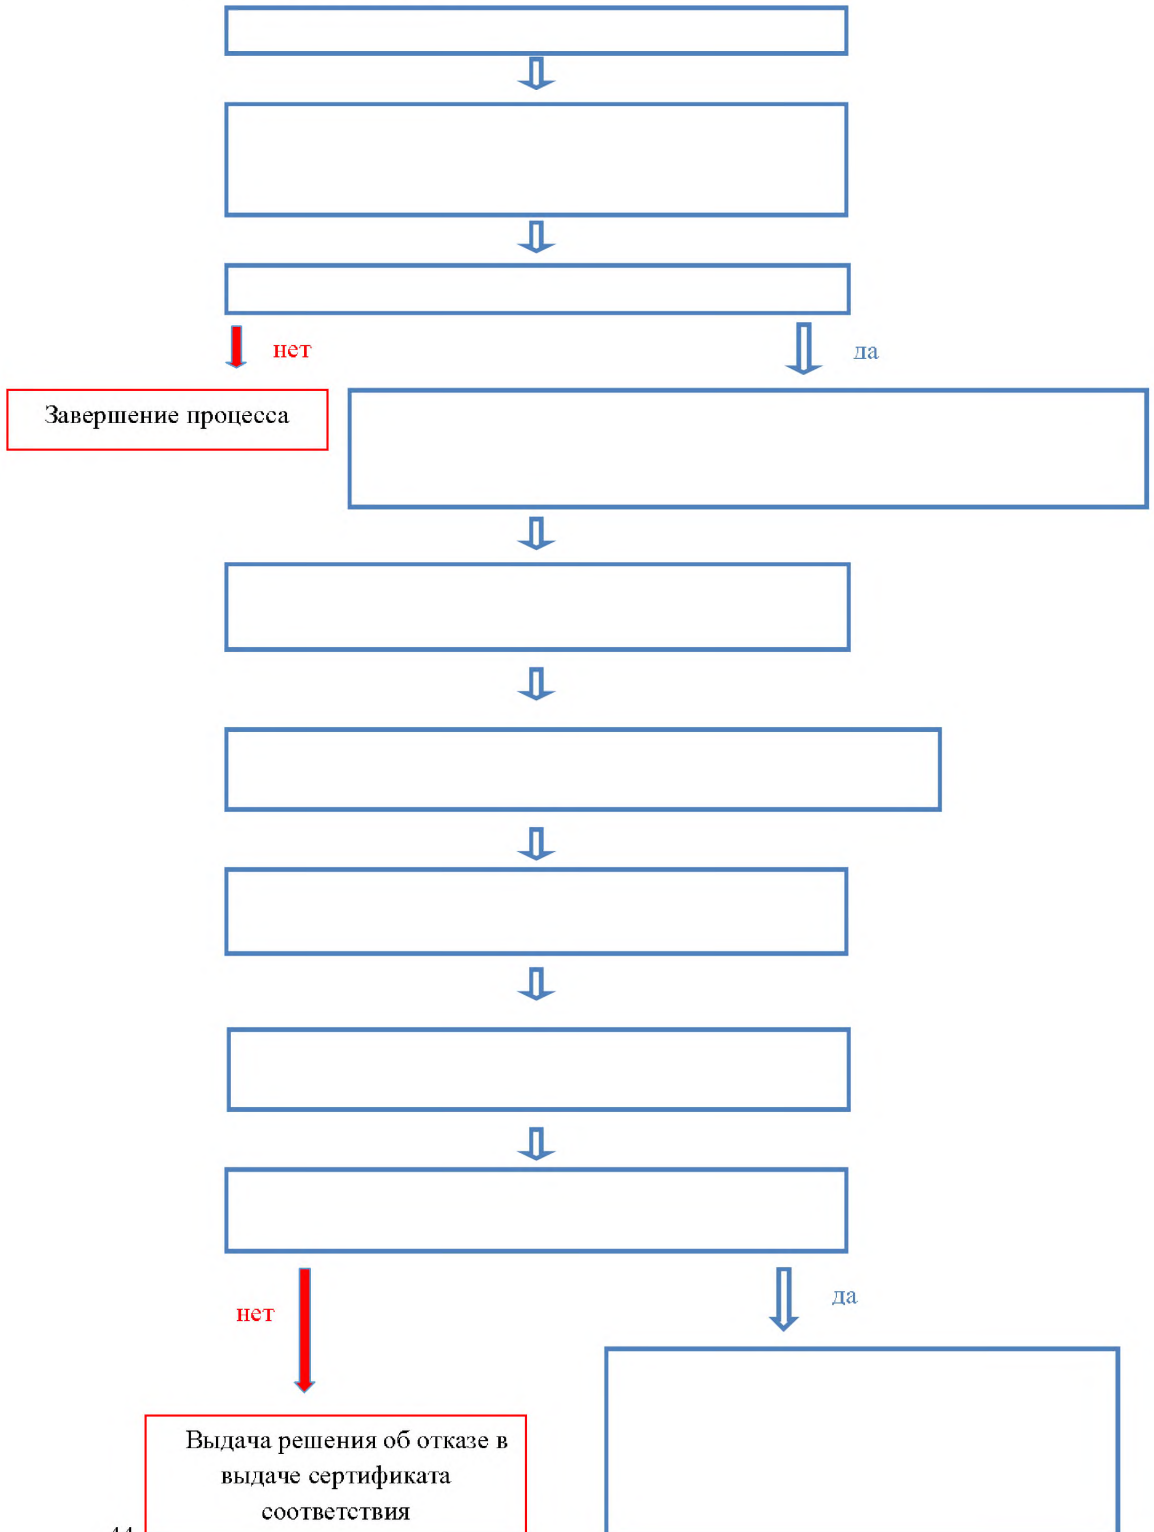 нет
да
Завершение процесса
нет
да
Выдача решения об отказе в
выдаче сертификата
соответствия